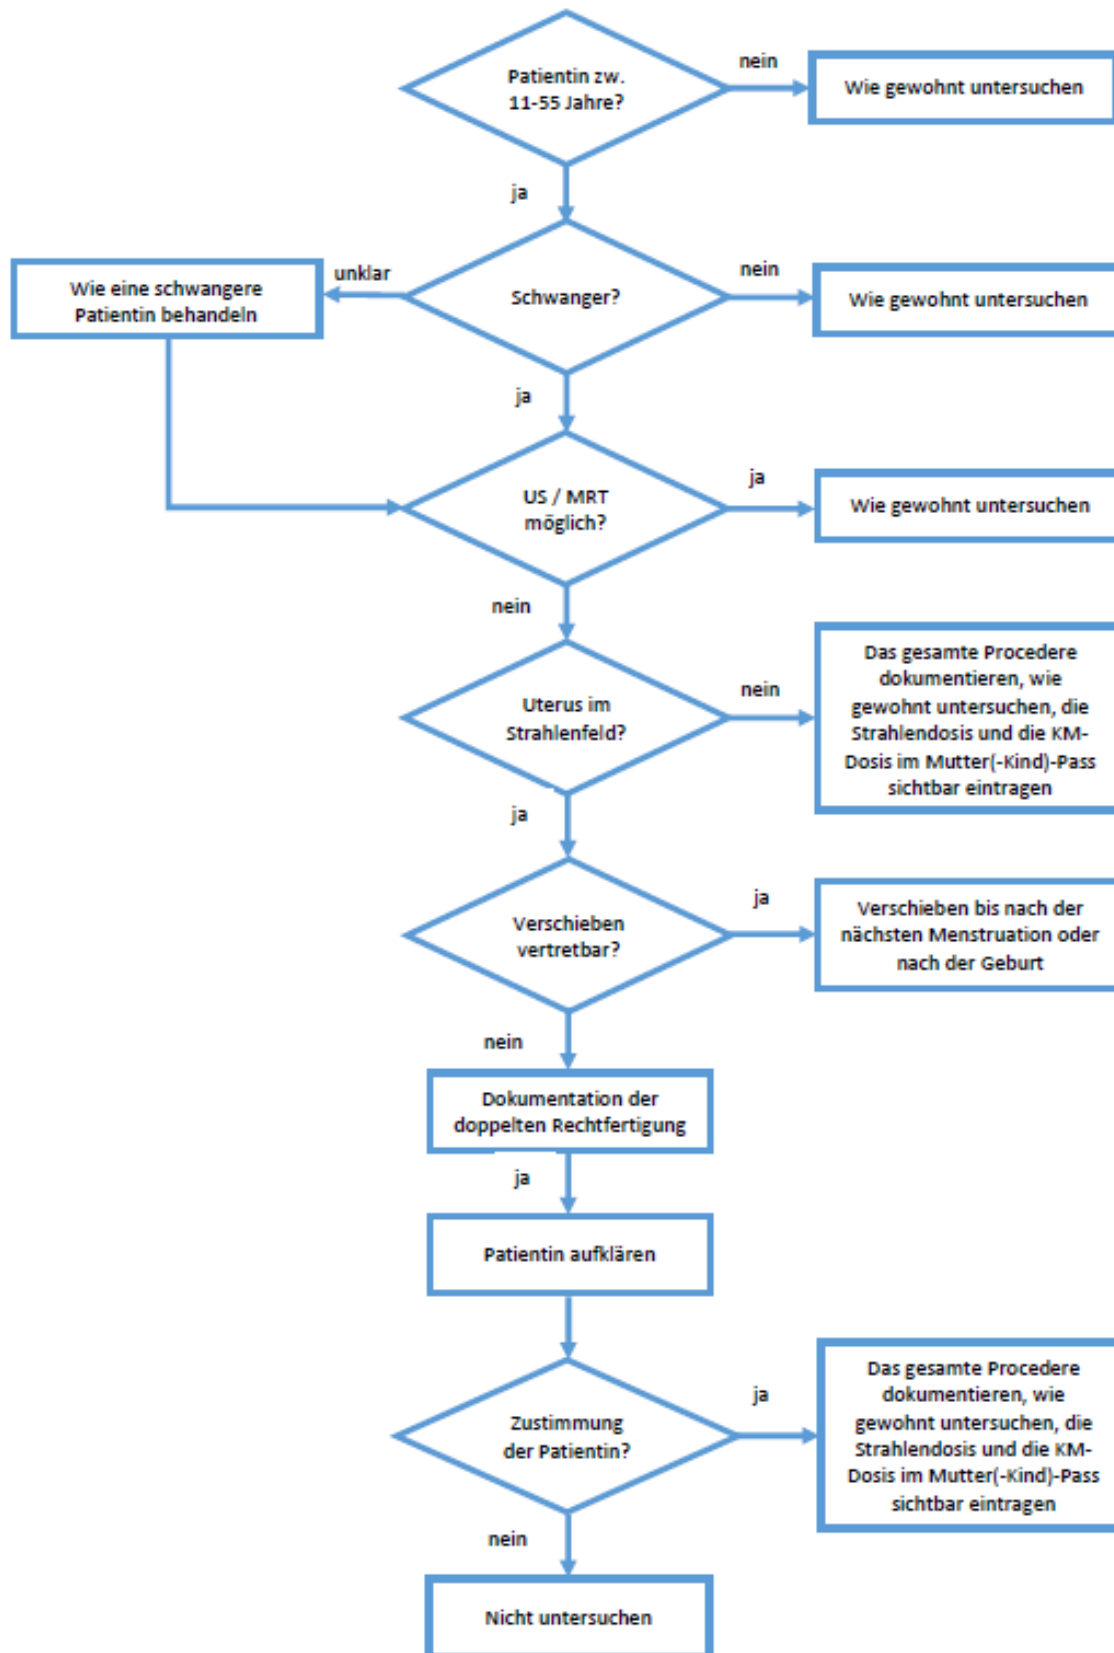 Patientin zw.
11-55 Jahre?
nein
Wie gewohnt untersuchen
ja
Schwanger?
unklar
Wie eine schwangere
Patientin behandeln
nein
Wie gewohnt untersuchen
ja
US / MRT
möglich?
ja
Wie gewohnt untersuchen
nein
Uterus im
Strahlenfeld?
nein
Das gesamte Procedere
dokumentieren, wie
gewohnt untersuchen, die
Strahlendosis und die KM-
Dosis im Mutter(-Kind)-Pass
sichtbar eintragen
ja
Verschieben
vertretbar?
ja
Verschieben bis nach der
nächsten Menstruation oder
nach der Geburt
nein
Dokumentation der
doppelten Rechtfertigung
ja
Patientin aufklären
Zustimmung
der Patientin?
ja
Das gesamte Procedere
dokumentieren, wie
gewohnt untersuchen, die
Strahlendosis und die KM-
Dosis im Mutter(-Kind)-Pass
sichtbar eintragen
nein
Nicht untersuchen